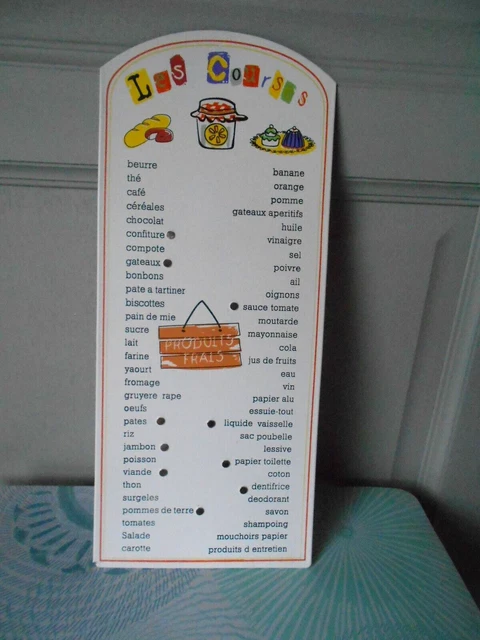 Les Courses
beurre
thé
café
céréales
chocolat
confiture
compote
gateaux
bonbons
pate a tartiner
biscottes
pain de mie
sucre
lait
farine
yaourt
fromage
gruyere rape
oeufs
pates
riz
jambon
poisson
viande
thon
surgeles
pommes de terre
tomates
Salade
carotte
PRODUITS
FRAIS
banane
orange
pomme
gateaux aperitifs
huile
vinaigre
sel
poivre
ail
oignons
sauce tomate
moutarde
mayonnaise
cola
jus de fruits
eau
vin
papier alu
essuie-tout
liquide vaisselle
sac poubelle
lessive
papier toilette
coton
dentifrice
deodorant
savon
shampoing
mouchoirs papier
produits d entretien